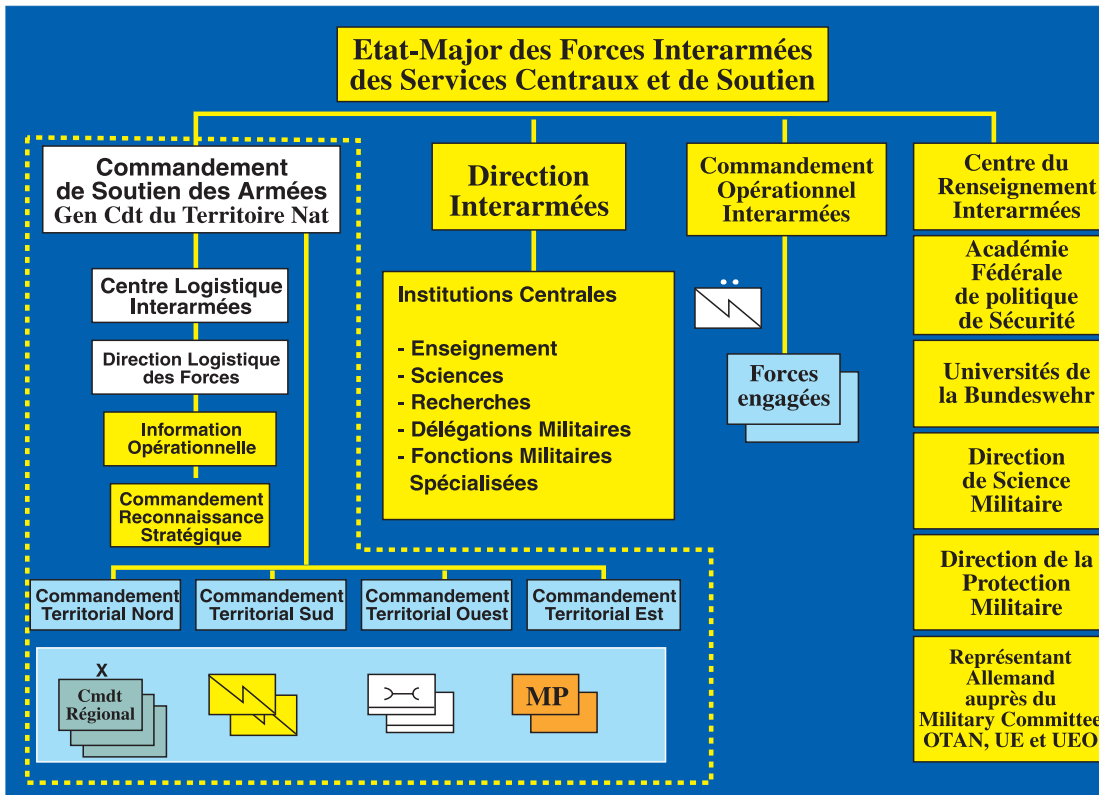 Etat-Major des Forces Interarmées
des Services Centraux et de Soutien
Commandement
de Soutien des Armées
Gen Cdt du Territoire Nat
Centre Logistique
Interarmées
Direction Logistique
des Forces
Information
Opérationnelle
Commandement
Reconnaissance
Stratégique
Direction
Interarmées
Institutions Centrales
- Enseignement
- Sciences
- Recherches
- Délégations Militaires
- Fonctions Militaires
Spécialisées
Commandement
Opérationnel
Interarmées
Forces
engagées
Centre du
Renseignement
Interarmées
Académie
Fédérale
de politique
de Sécurité
Universités de
la Bundeswehr
Direction
de Science
Militaire
Direction de la
Protection
Militaire
Représentant
Allemand
auprès du
Military Committee
OTAN, UE et UEO
Commandement
Territorial Nord
Commandement
Territorial Sud
Commandement
Territorial Ouest
Commandement
Territorial Est
X
Cmdt
Régional
MP